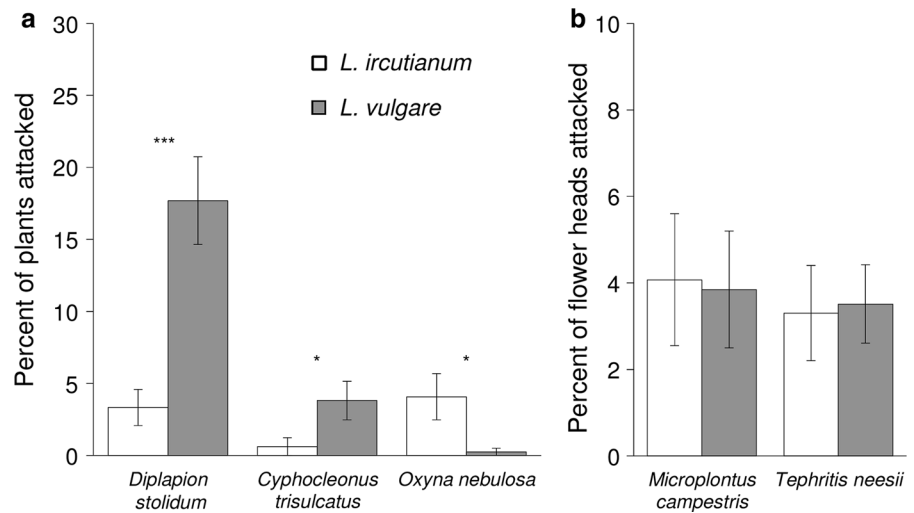 a
30
25
20
15
10
5
0
Percent of plants attacked
L. ircutianum
L. vulgare
***
*
*
Diplapion
stolidum
Cyphocleonus
trisulcatus
Oxyna nebulosa
b
10
8
6
4
2
0
Percent of flower heads attacked
Microplontus
campestris
Tephritis neesii